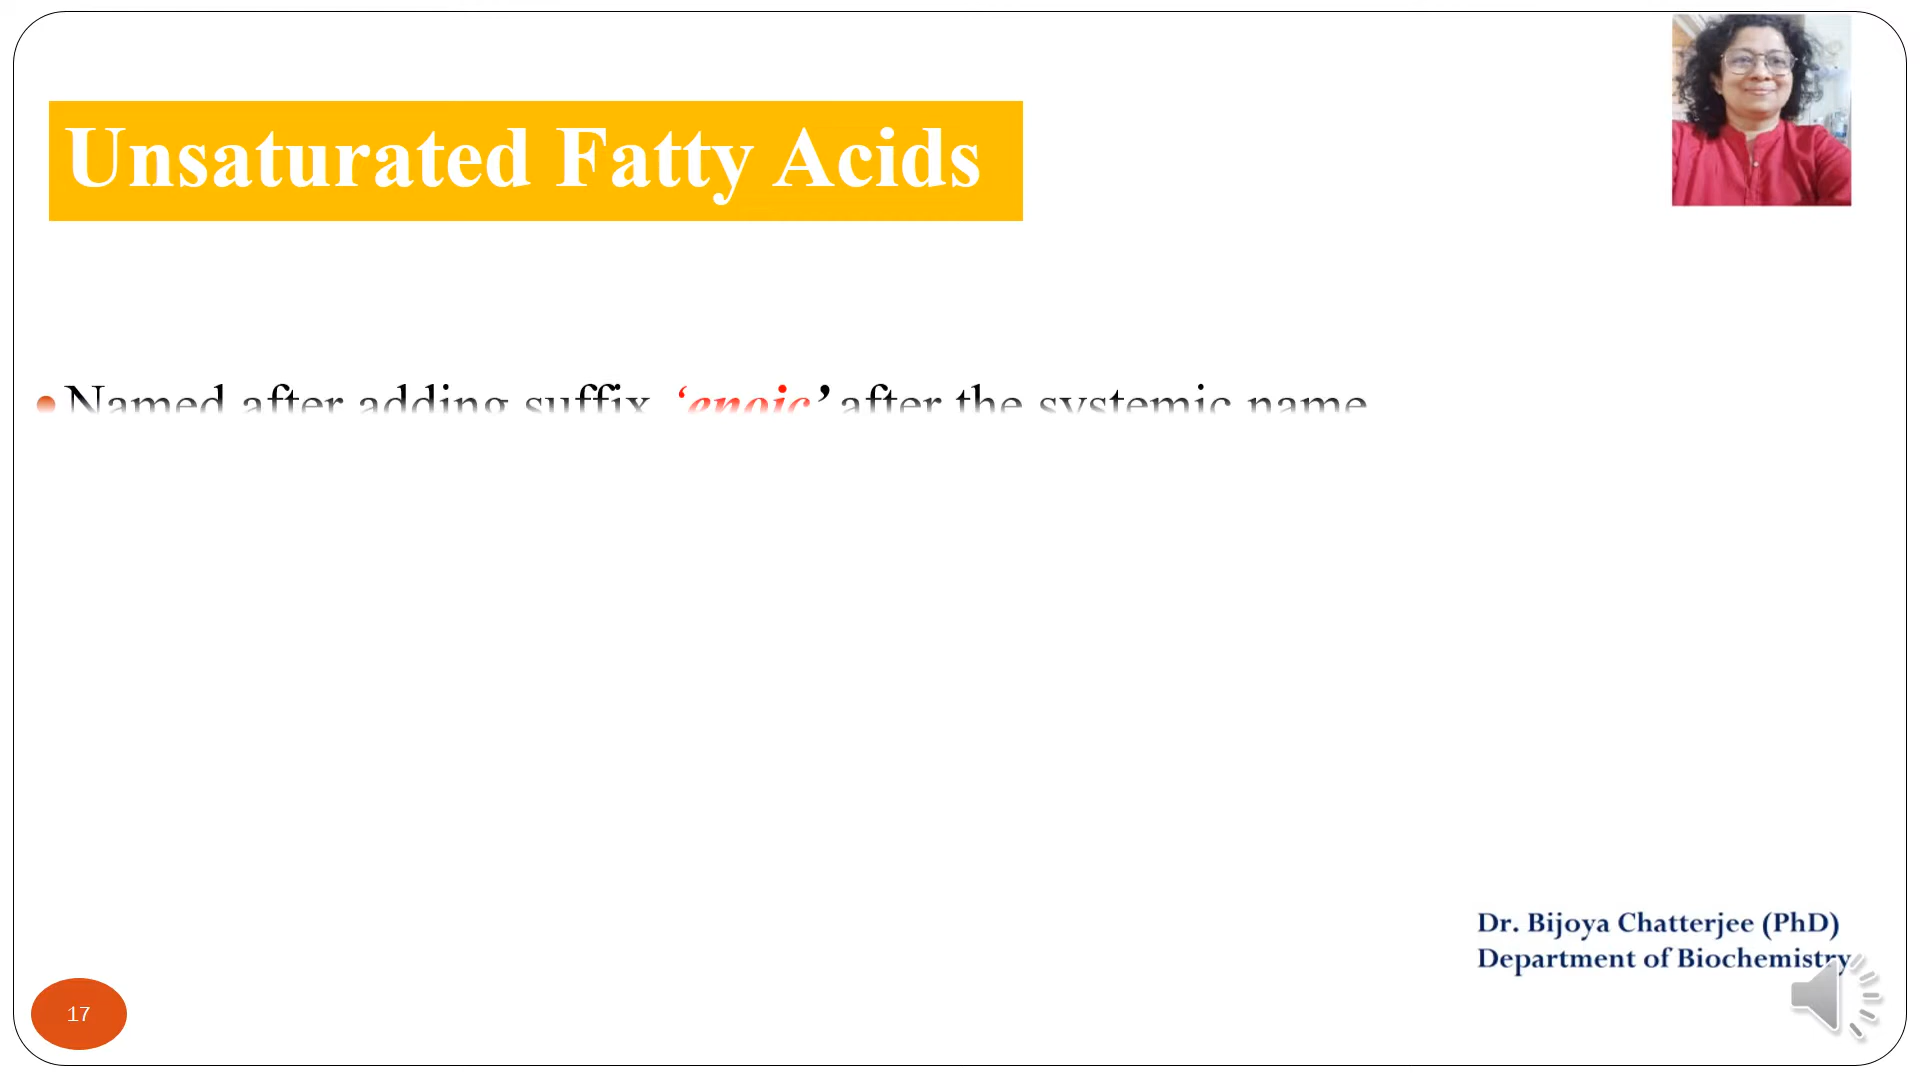 Unsaturated Fatty Acids
• Named after adding suffix ‘enoic’ after the systemic name
Dr. Bijoya Chatterjee (PhD)
Department of Biochemistry
17